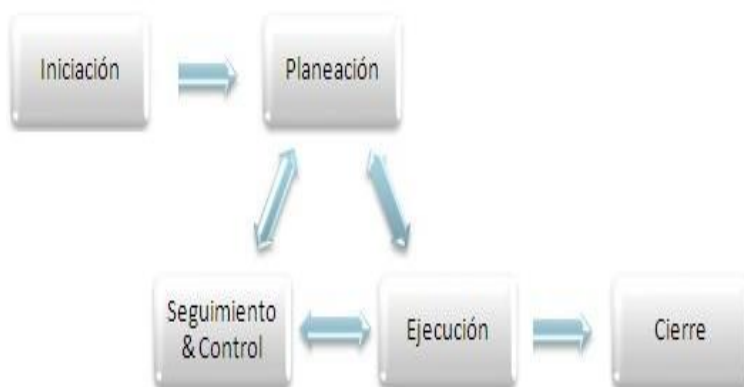 Iniciación
Planeación
Seguimiento
& Control
Ejecución
Cierre